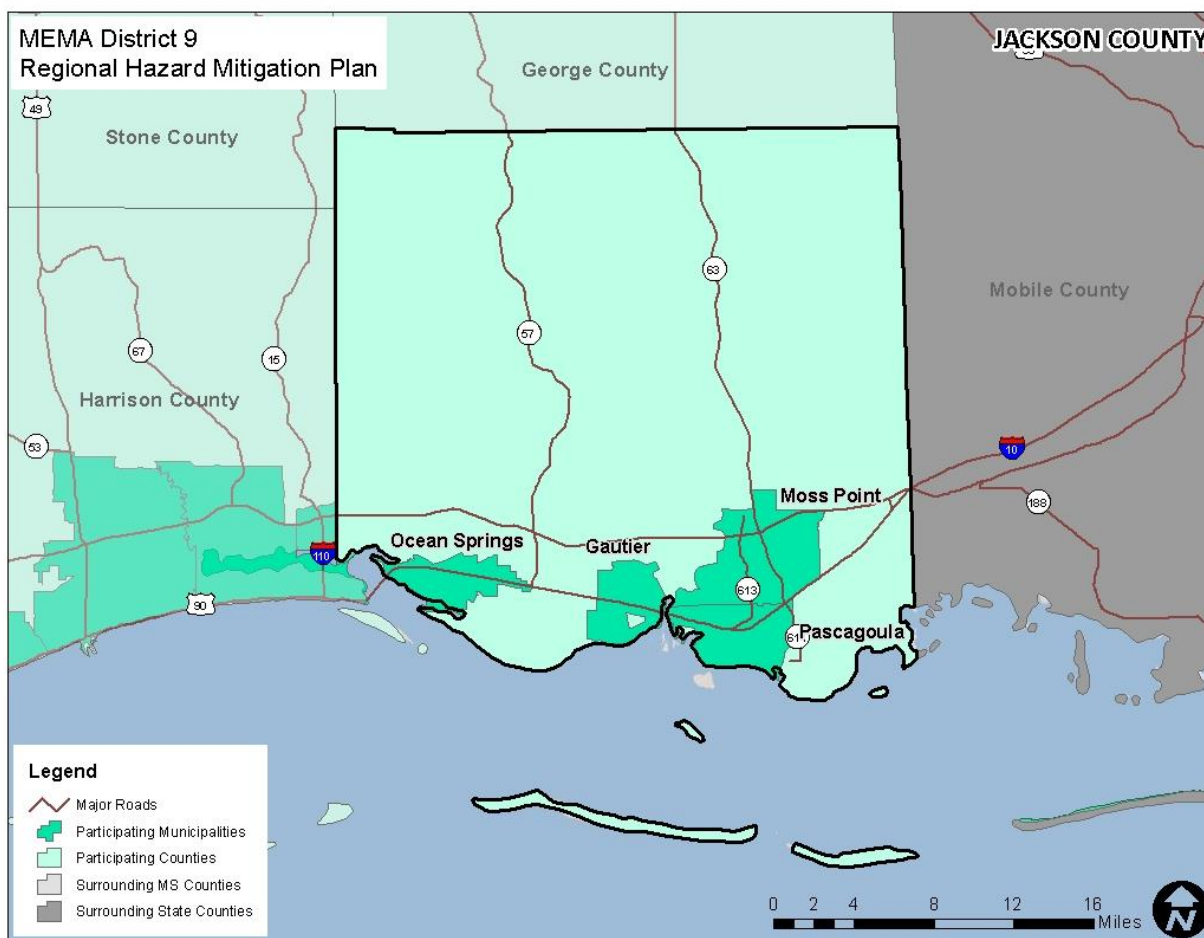 MEMA District 9
Regional Hazard Mitigation Plan
JACKSON COUNTY
George County
49
Stone County
63
57
Mobile County
67
15
Harrison County
53
10
Moss Point
188
Ocean Springs
Gautier
110
613
90
Pascagoula
Legend
Major Roads
Participating Municipalities
Participating Counties
Surrounding MS Counties
Surrounding State Counties
0 2 4 8 12 16
Miles
N